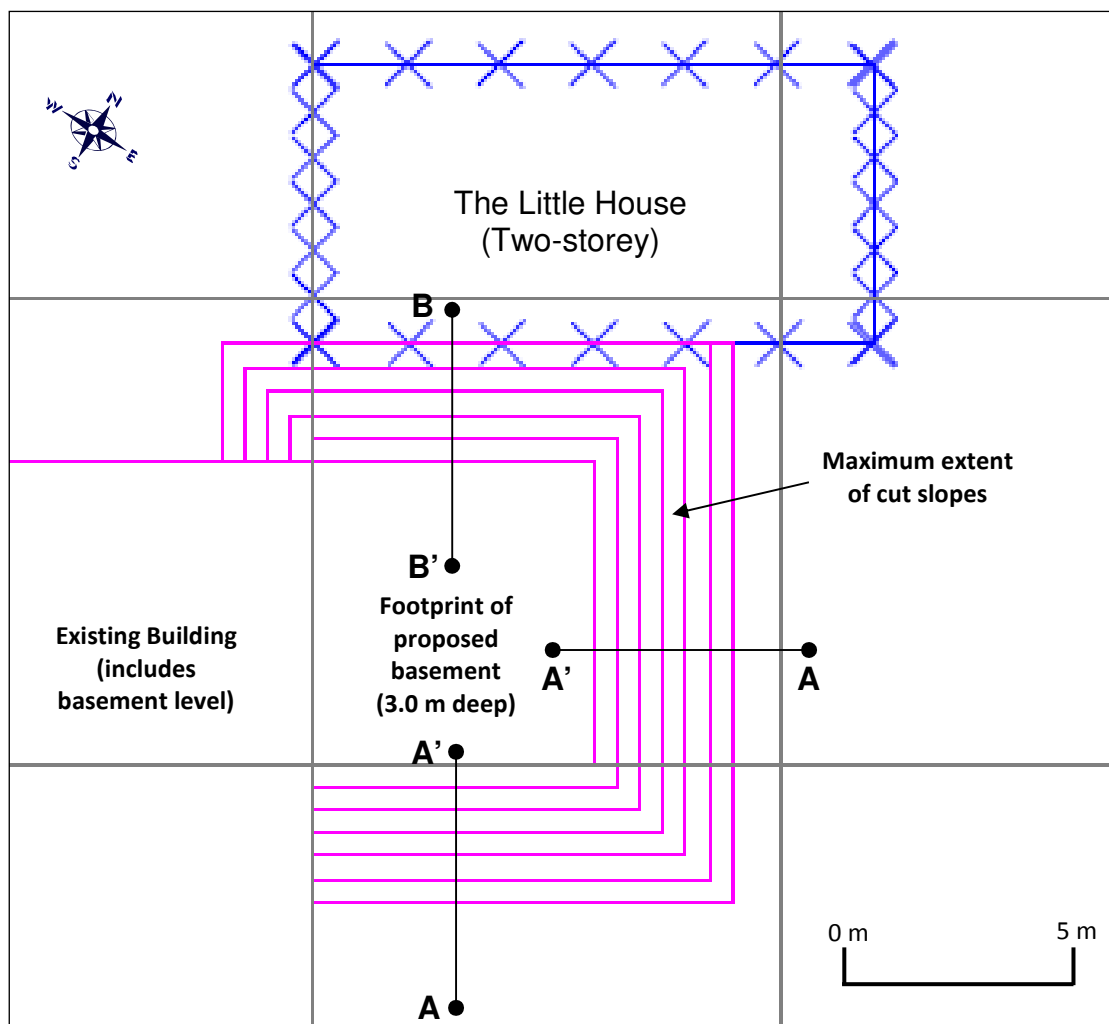 W
N
S
E
The Little House
(Two-storey)
B
Maximum extent
of cut slopes
B’
Footprint of
proposed
basement
(3.0 m deep)
Existing Building
(includes
basement level)
A’
A
A’
0 m
5 m
A